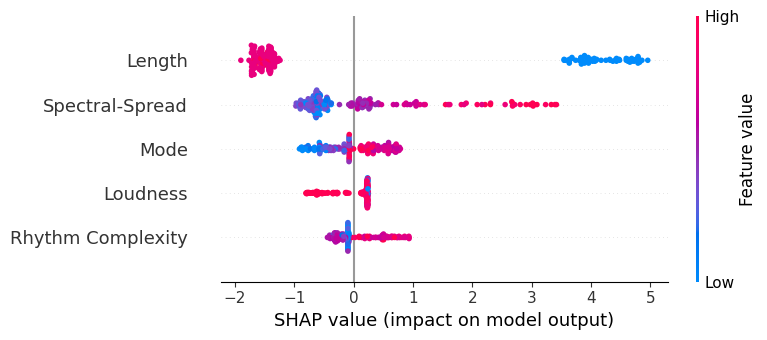 High
Length
Spectral-Spread
Mode
Loudness
Rhythm Complexity
Feature value
Low
−2 −1 0 1 2 3 4 5
SHAP value (impact on model output)